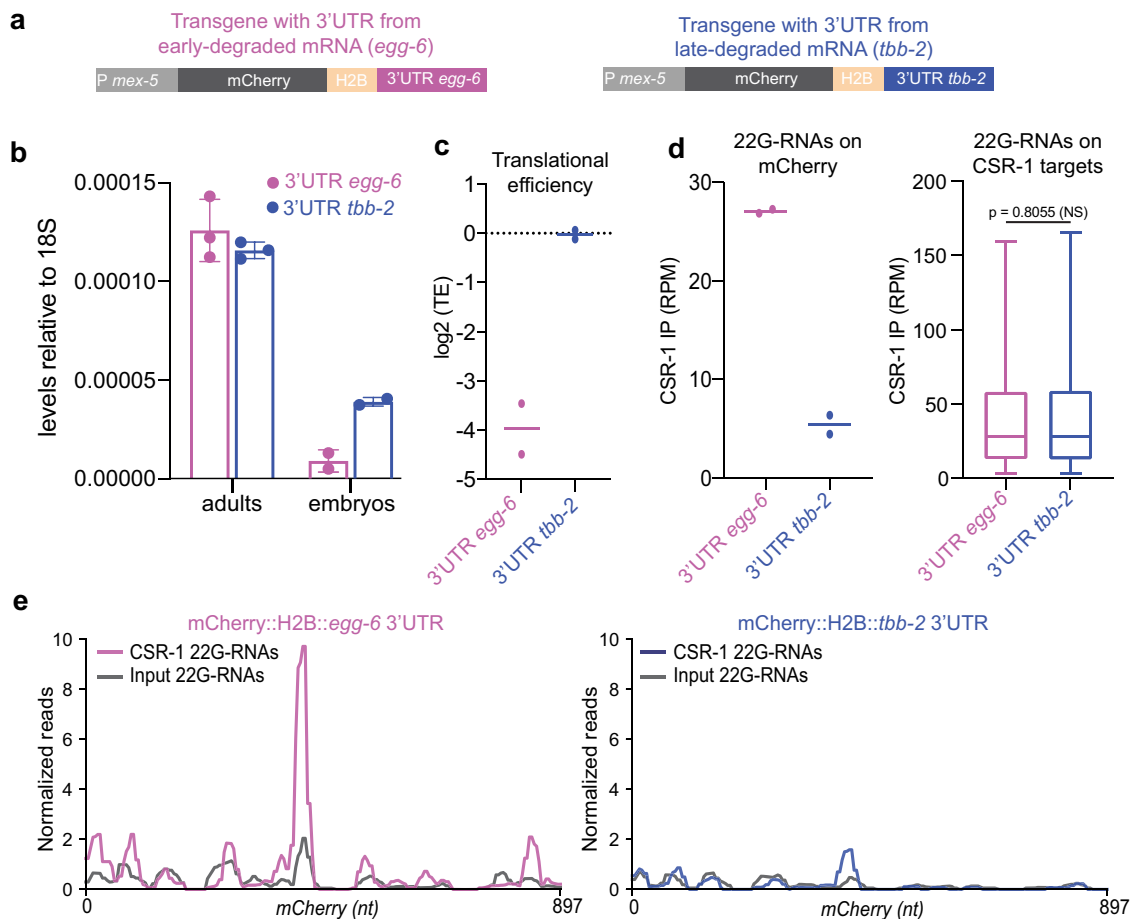 a
Transgene with 3'UTR from
early-degraded mRNA (egg-6)
P mex-5 mCherry H2B 3'UTR egg-6
Transgene with 3'UTR from
late-degraded mRNA (tbb-2)
P mex-5 mCherry H2B 3'UTR tbb-2
b
levels relative to 18S
0.00015
0.00010
0.00005
0.00000
3'UTR egg-6
3'UTR tbb-2
adults embryos
c
Translational
efficiency
log2 (TE)
1
0
-1
-2
-3
-4
-5
3'UTR egg-6
3'UTR tbb-2
d
22G-RNAs on
mCherry
CSR-1 IP (RPM)
30
20
10
0
3'UTR egg-6
3'UTR tbb-2
22G-RNAs on
CSR-1 targets
CSR-1 IP (RPM)
200
150
100
50
0
p = 0.8055 (NS)
3'UTR egg-6
3'UTR tbb-2
e
mCherry::H2B::egg-6 3'UTR
CSR-1 22G-RNAs
Input 22G-RNAs
Normalized reads
10
8
6
4
2
0
0 mCherry (nt) 897
mCherry::H2B::tbb-2 3'UTR
CSR-1 22G-RNAs
Input 22G-RNAs
Normalized reads
10
8
6
4
2
0
0 mCherry (nt) 897